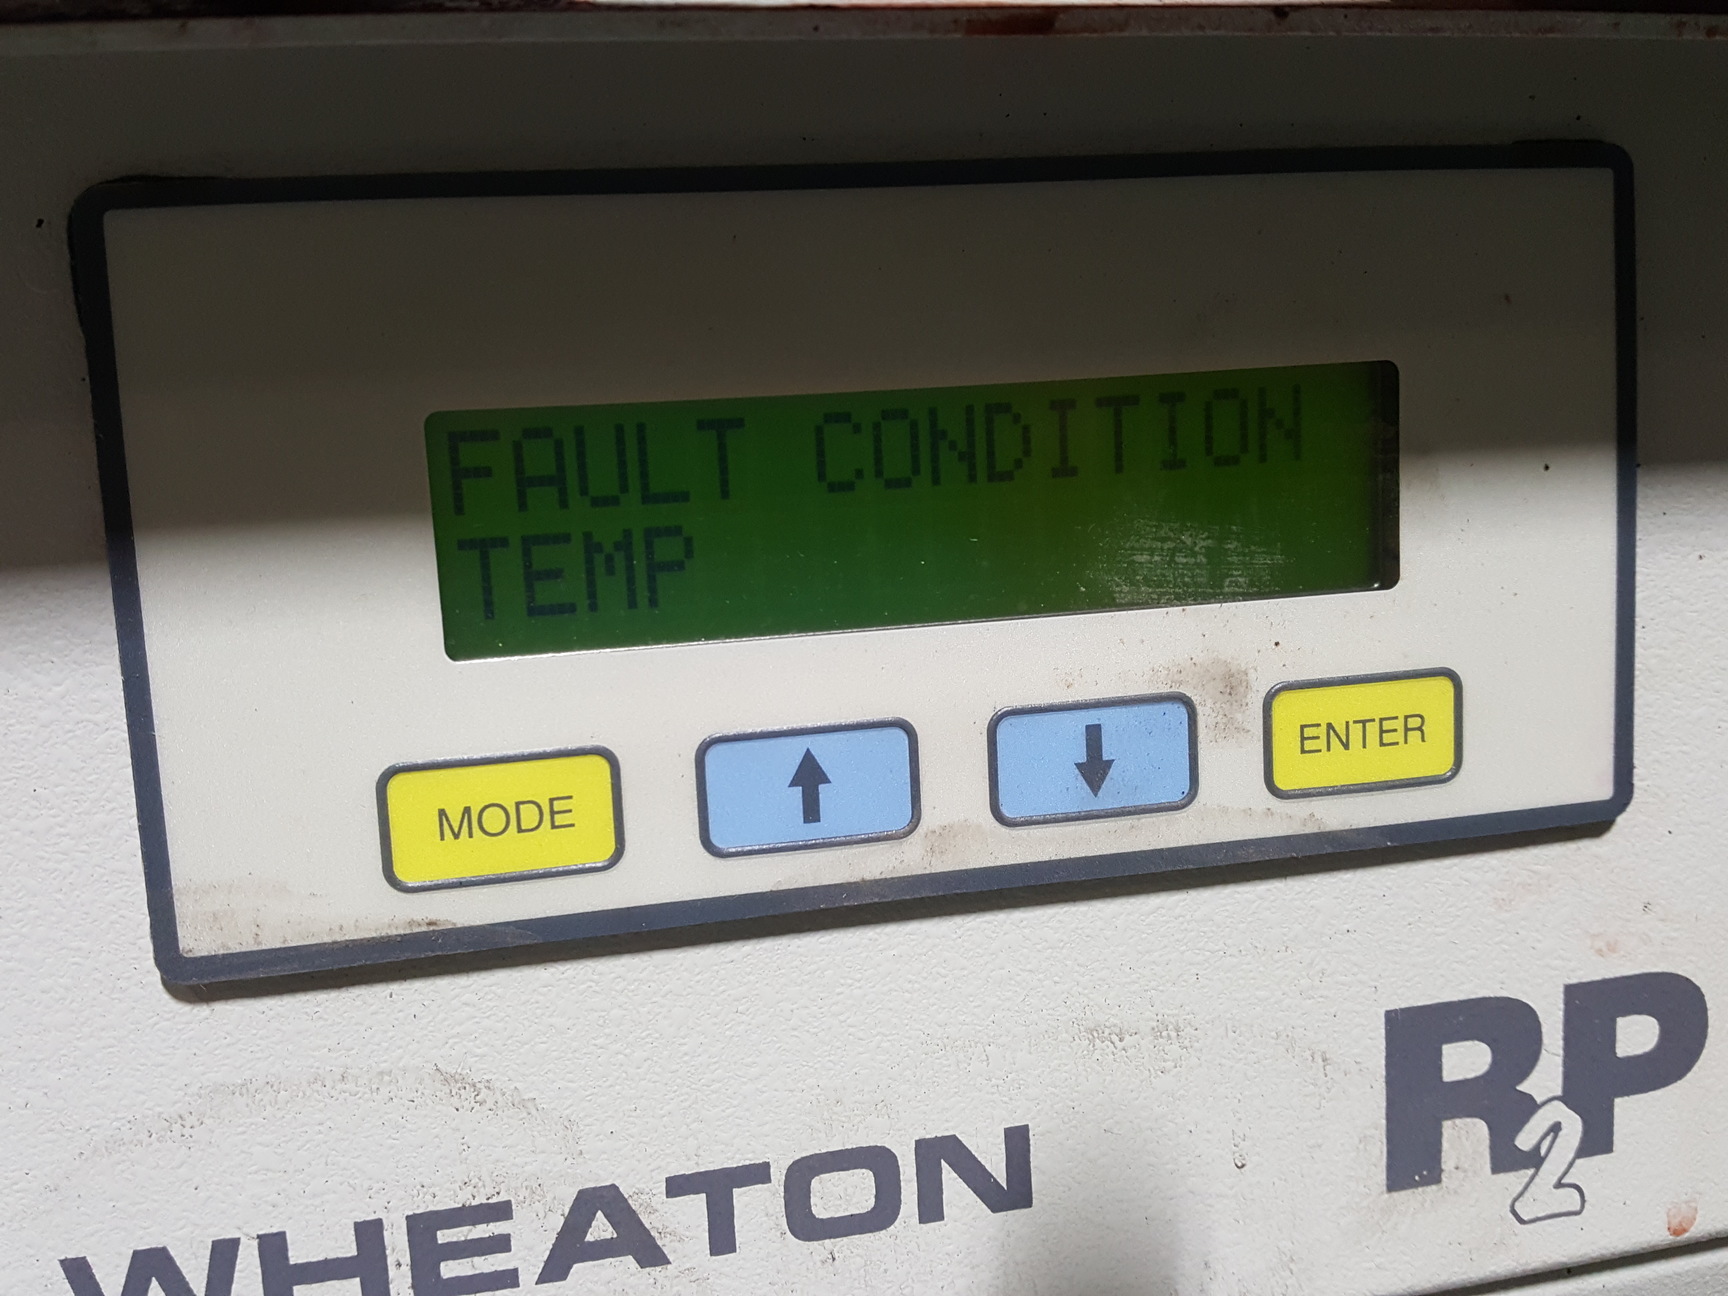 FAULT CONDITION
TEMP
MODE
ENTER
R2P
WHEATON